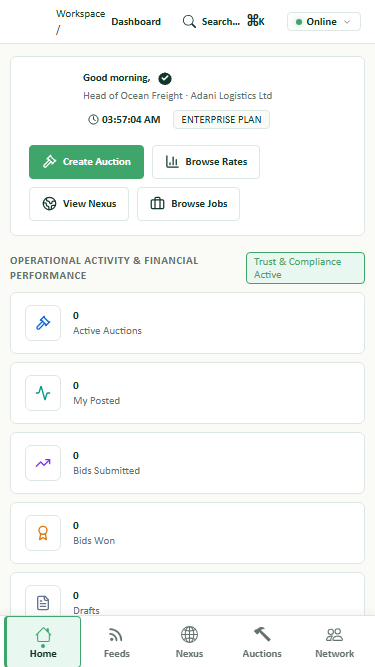 Workspace
/
Dashboard
Search...
⌘K
Online
Good morning,
Head of Ocean Freight · Adani Logistics Ltd
03:57:04 AM
ENTERPRISE PLAN
Create Auction
Browse Rates
View Nexus
Browse Jobs
OPERATIONAL ACTIVITY & FINANCIAL
PERFORMANCE
Trust & Compliance
Active
0
Active Auctions
0
My Posted
0
Bids Submitted
0
Bids Won
0
Drafts
Home
Feeds
Nexus
Auctions
Network